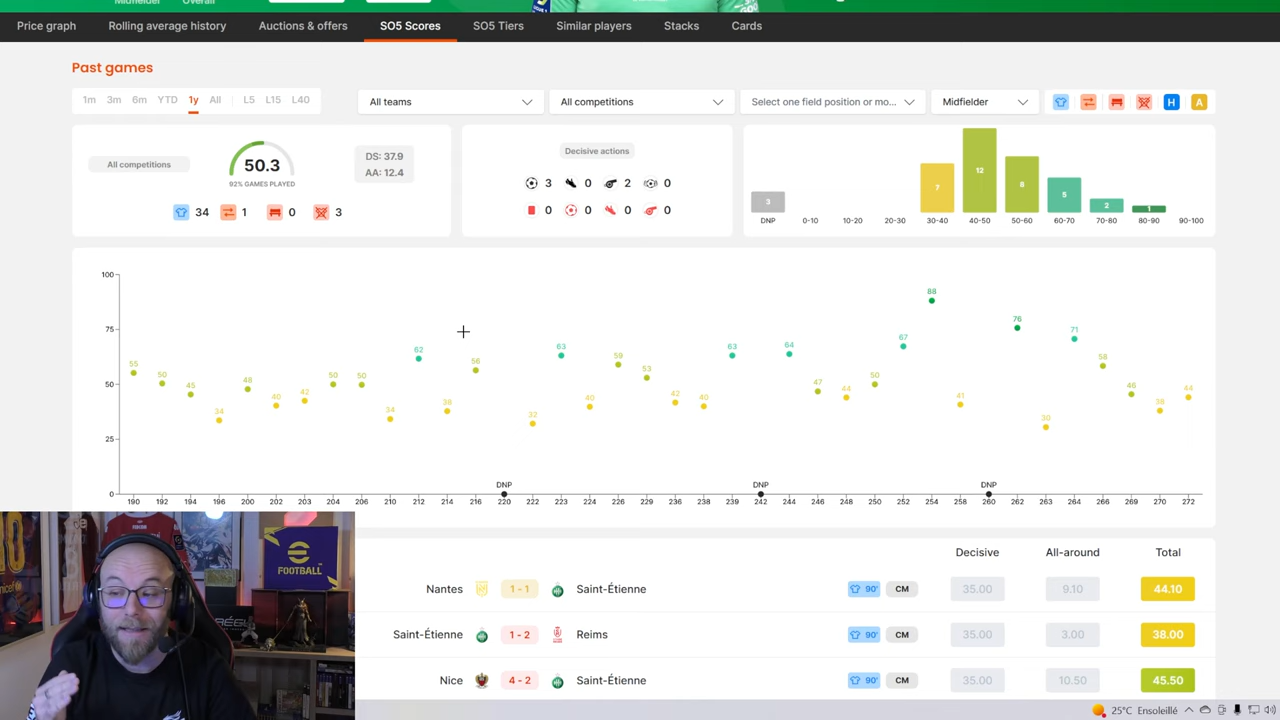 Midfielder Overall
Price graph Rolling average history Auctions & offers SO5 Scores SO5 Tiers Similar players Stacks Cards
Past games
1m 3m 6m YTD 1y All L5 L15 L40 All teams All competitions Select one field position or mo... Midfielder H A
All competitions 50.3 92% GAMES PLAYED DS: 37.9 AA: 12.4
34 1 0 3
Decisive actions
3 0 2 0
0 0 0 0
3 7 12 8 5 2 1
DNP 0-10 10-20 20-30 30-40 40-50 50-60 60-70 70-80 80-90 90-100
100
75
50
25
0
55 50 45 34 48 40 42 50 50 34 62 38 56 DNP 32 63 40 59 53 42 40 63 DNP 64 47 44 50 67 88 41 DNP 76 30 71 58 46 38 44
190 192 194 196 200 202 203 204 206 210 212 214 216 220 222 223 224 226 229 236 238 239 242 244 246 248 250 252 254 258 260 262 263 264 266 269 270 272
Decisive All-around Total
Nantes 1 - 1 Saint-Étienne 90' CM 35.00 9.10 44.10
Saint-Étienne 1 - 2 Reims 90' CM 35.00 3.00 38.00
Nice 4 - 2 Saint-Étienne 90' CM 35.00 10.50 45.50
FOOTBALL
25°C Ensoleillé